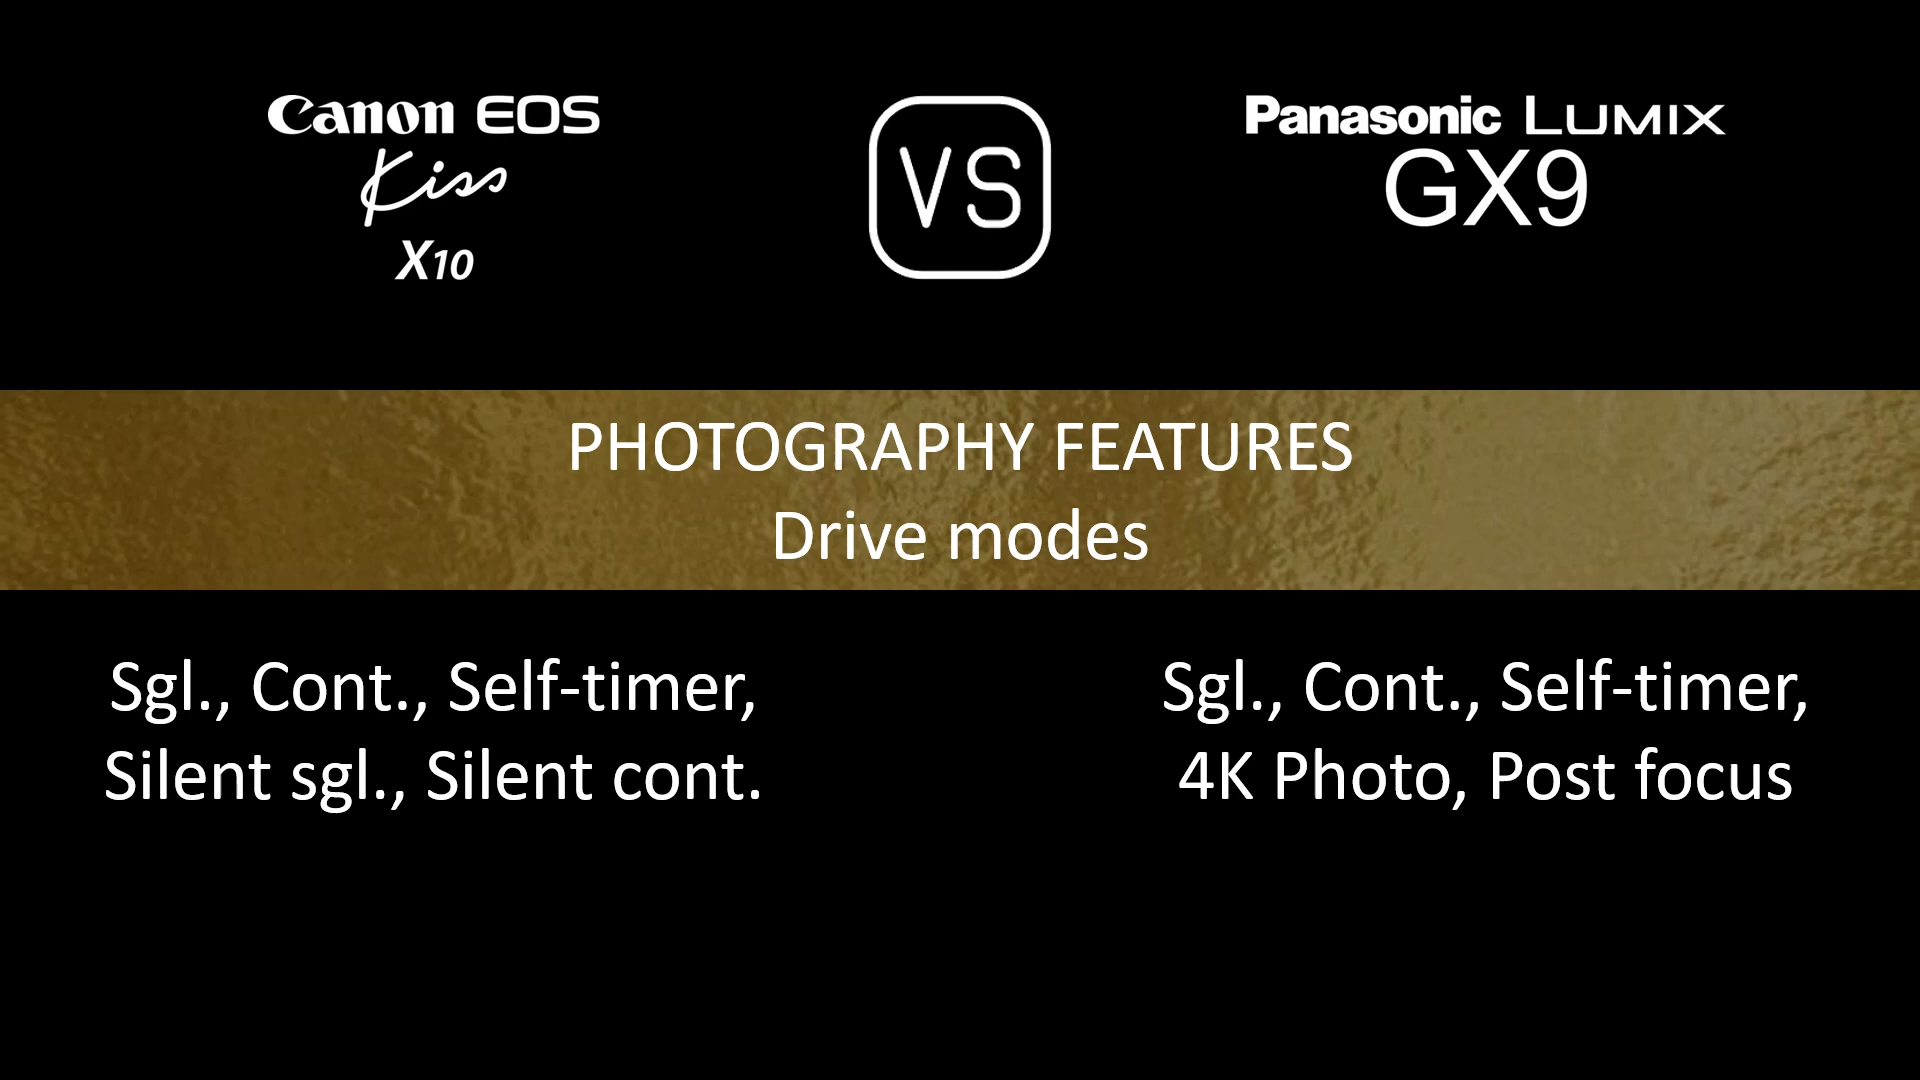 Canon EOS
Kiss
X10
VS
Panasonic LUMIX
GX9
PHOTOGRAPHY FEATURES
Drive modes
Sgl., Cont., Self-timer,
Silent sgl., Silent cont.
Sgl., Cont., Self-timer,
4K Photo, Post focus